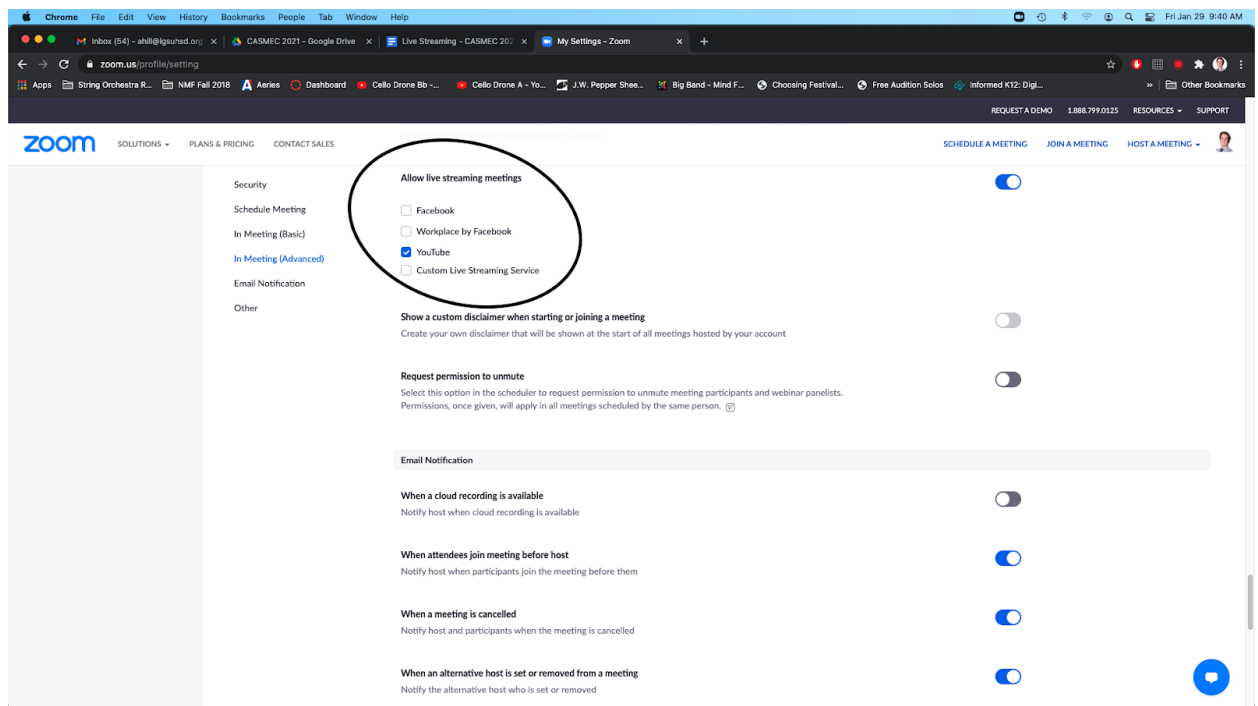 Chrome File Edit View History Bookmarks People Tab Window Help Fri Jan 29 9:40 AM
Inbox (54) - ahill@lgsuhsd.org × CASMEC 2021 - Google Drive × Live Streaming - CASMEC 202 × My Settings - Zoom × +
zoom.us/profile/setting
Apps String Orchestra R... NMF Fall 2018 Aeries Dashboard Cello Drone Bb -... Cello Drone A - Yo... J.W. Pepper Shee... Big Band - Mind F... Choosing Festival... Free Audition Solos Informed K12: Digi... » Other Bookmarks
REQUEST A DEMO 1.888.799.0125 RESOURCES SUPPORT
zoom SOLUTIONS PLANS & PRICING CONTACT SALES SCHEDULE A MEETING JOIN A MEETING HOST A MEETING
Security
Schedule Meeting
In Meeting (Basic)
In Meeting (Advanced)
Email Notification
Other
Allow live streaming meetings
Facebook
Workplace by Facebook
YouTube
Custom Live Streaming Service
Show a custom disclaimer when starting or joining a meeting
Create your own disclaimer that will be shown at the start of all meetings hosted by your account
Request permission to unmute
Select this option in the scheduler to request permission to unmute meeting participants and webinar panelists.
Permissions, once given, will apply in all meetings scheduled by the same person.
Email Notification
When a cloud recording is available
Notify host when cloud recording is available
When attendees join meeting before host
Notify host when participants join the meeting before them
When a meeting is cancelled
Notify host and participants when the meeting is cancelled
When an alternative host is set or removed from a meeting
Notify the alternative host who is set or removed